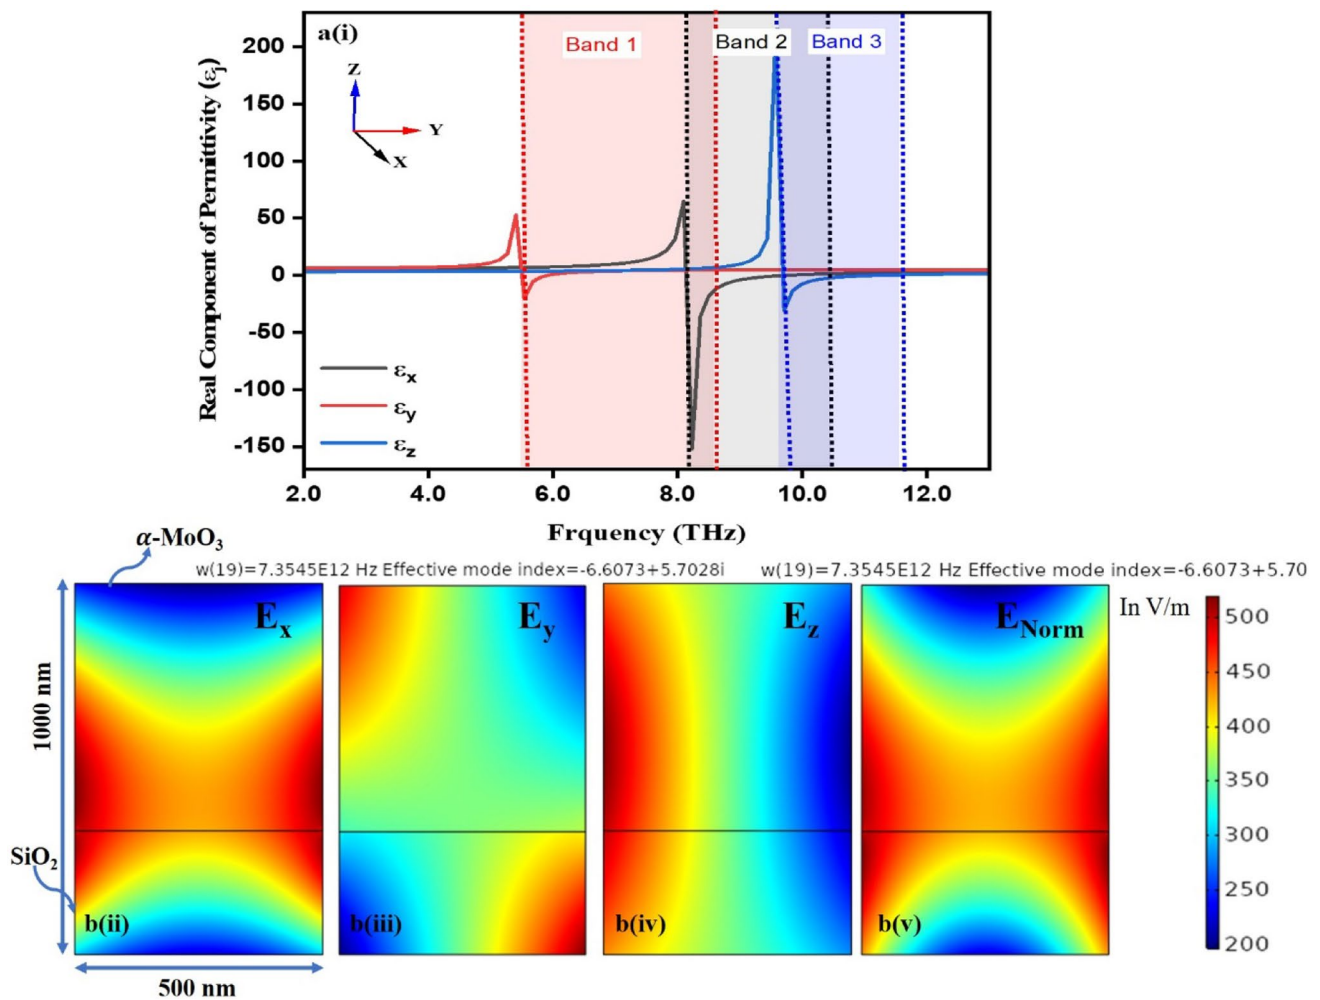 a(i)
Band 1
Band 2
Band 3
Z
Y
X
Real Component of Permittivity (εj)
200
150
100
50
0
-50
-100
-150
εx
εy
εz
2.0 4.0 6.0 8.0 10.0 12.0
Frquency (THz)
α-MoO3
w(19)=7.3545E12 Hz Effective mode index=-6.6073+5.7028i
w(19)=7.3545E12 Hz Effective mode index=-6.6073+5.70
Ex
Ey
Ez
ENorm
In V/m
500
450
400
350
300
250
200
1000 nm
SiO2
b(ii)
b(iii)
b(iv)
b(v)
500 nm